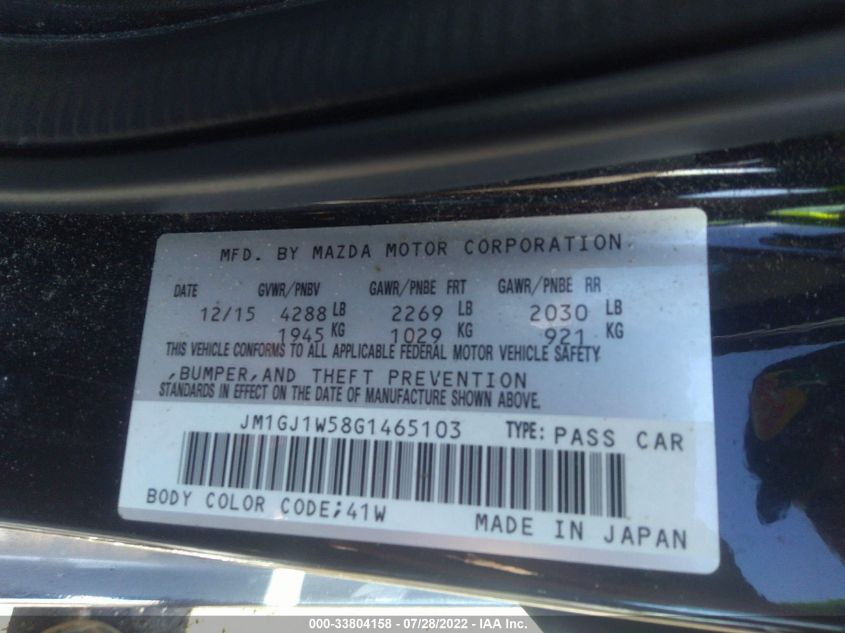 MFD. BY MAZDA MOTOR CORPORATION
DATE GVWR/PNBV GAWR/PNBE FRT GAWR/PNBE RR
12/15 4288 LB 2269 LB 2030 LB
1945 KG 1029 KG 921 KG
THIS VEHICLE CONFORMS TO ALL APPLICABLE FEDERAL MOTOR VEHICLE SAFETY
,BUMPER,AND THEFT PREVENTION
STANDARDS IN EFFECT ON THE DATE OF MANUFACTURE SHOWN ABOVE.
JM1GJ1W58G1465103 TYPE: PASS CAR
BODY COLOR CODE;41W MADE IN JAPAN
000-33804158 - 07/28/2022 - IAA Inc.